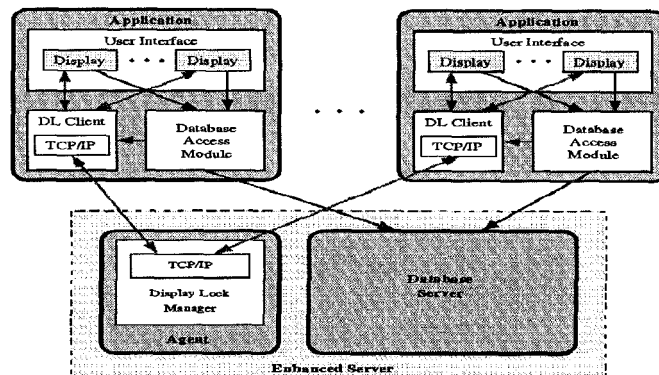 Application
User Interface
Display . . . Display
DL Client
TCP/IP
Database
Access
Module
. . .
Application
User Interface
Display . . . Display
DL Client
TCP/IP
Database
Access
Module
TCP/IP
Display Lock
Manager
Agent
Database
Server
Enhanced Server